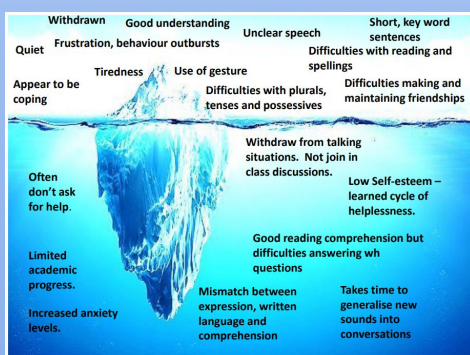 Withdrawn
Good understanding
Unclear speech
Short, key word
sentences
Quiet
Frustration, behaviour outbursts
Difficulties with reading and
spellings
Tiredness
Use of gesture
Appear to be
coping
Difficulties with plurals,
tenses and possessives
Difficulties making and
maintaining friendships
Withdraw from talking
situations. Not join in
class discussions.
Often
don't ask
for help.
Low Self-esteem –
learned cycle of
helplessness.
Good reading comprehension but
difficulties answering wh
questions
Limited
academic
progress.
Increased anxiety
levels.
Mismatch between
expression, written
language and
comprehension
Takes time to
generalise new
sounds into
conversations